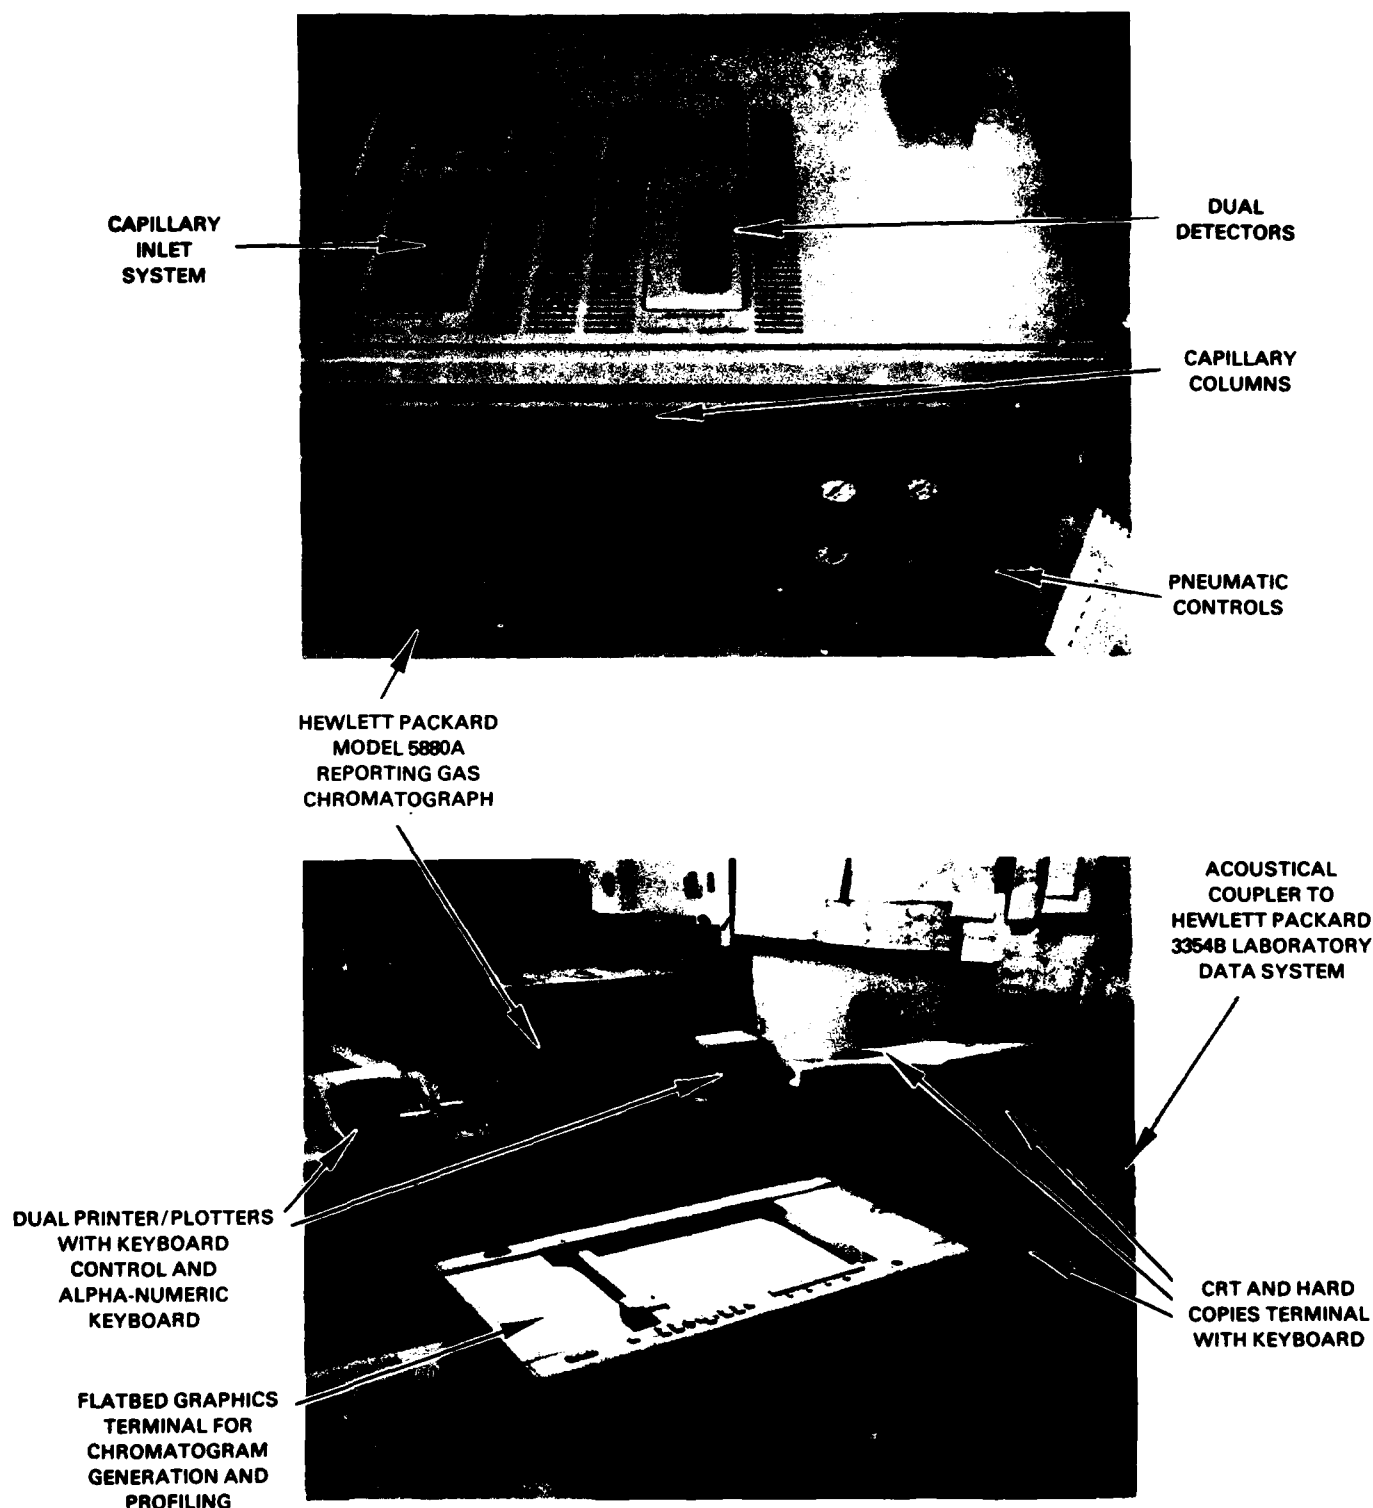 CAPILLARY
INLET
SYSTEM
DUAL
DETECTORS
CAPILLARY
COLUMNS
PNEUMATIC
CONTROLS
HEWLETT PACKARD
MODEL 5880A
REPORTING GAS
CHROMATOGRAPH
ACOUSTICAL
COUPLER TO
HEWLETT PACKARD
3354B LABORATORY
DATA SYSTEM
DUAL PRINTER/PLOTTERS
WITH KEYBOARD
CONTROL AND
ALPHA-NUMERIC
KEYBOARD
CRT AND HARD
COPIES TERMINAL
WITH KEYBOARD
FLATBED GRAPHICS
TERMINAL FOR
CHROMATOGRAM
GENERATION AND
PROFILING